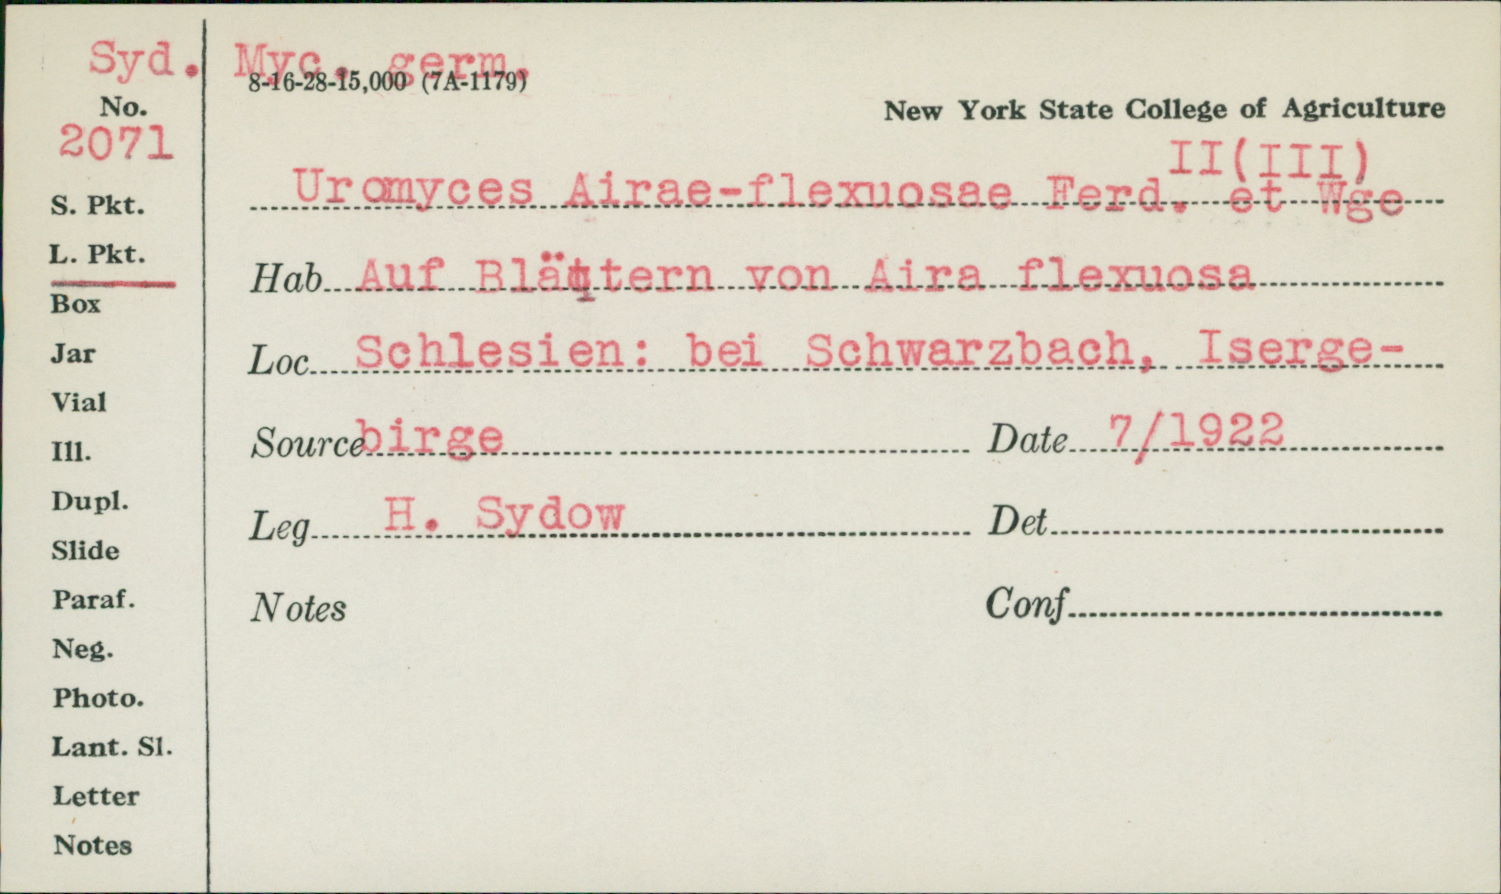 Syd. Myc. germ.
8-16-28-15,000 (7A-1179)
No.
2071
New York State College of Agriculture
II(III)
Uromyces Airae-flexuosae Ferd. et Wge
S. Pkt.
L. Pkt.
Hab. Auf Blättern von Aira flexuosa
Box
Jar
Loc. Schlesien: bei Schwarzbach, Iserge-
Vial
Ill.
Source birge Date 7/1922
Dupl.
Leg. H. Sydow Det.
Slide
Paraf.
Notes Conf.
Neg.
Photo.
Lant. Sl.
Letter
Notes